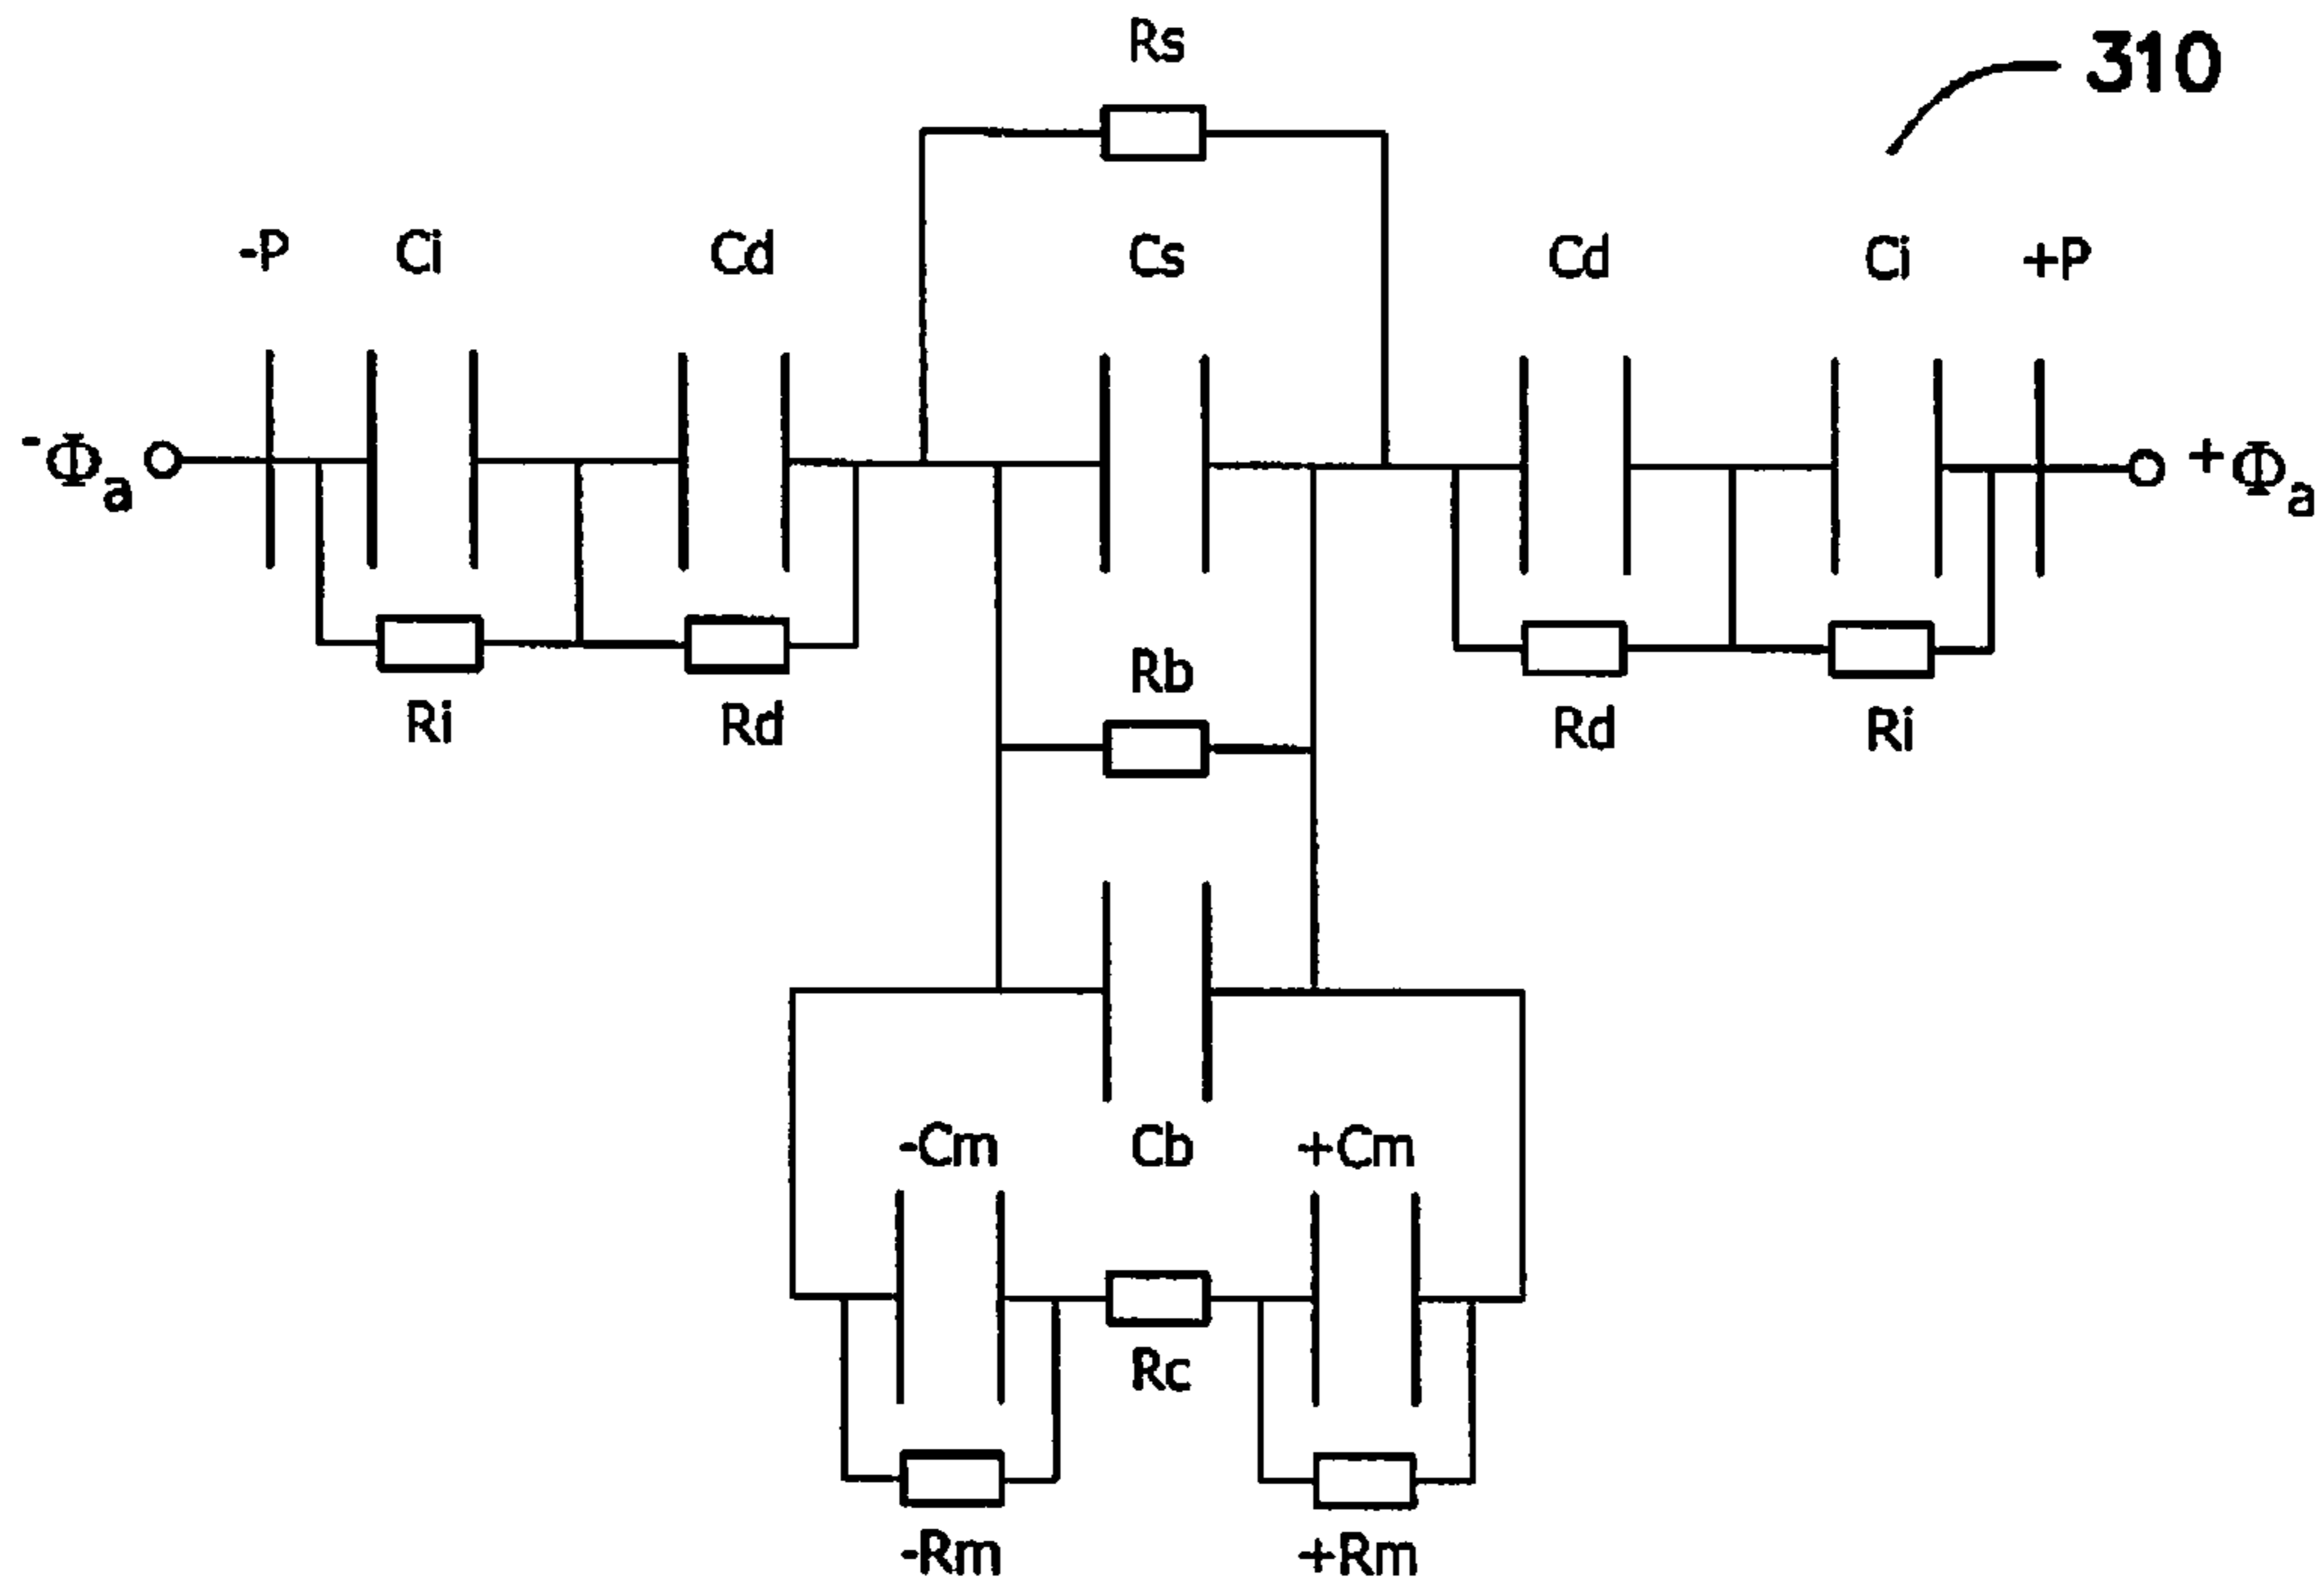 Rs
310
-P Ci Cd Cs Cd Ci +P
-Φa +Φa
Rb
Ri Rd Rd Ri
-Cm Cb +Cm
Rc
-Rm +Rm